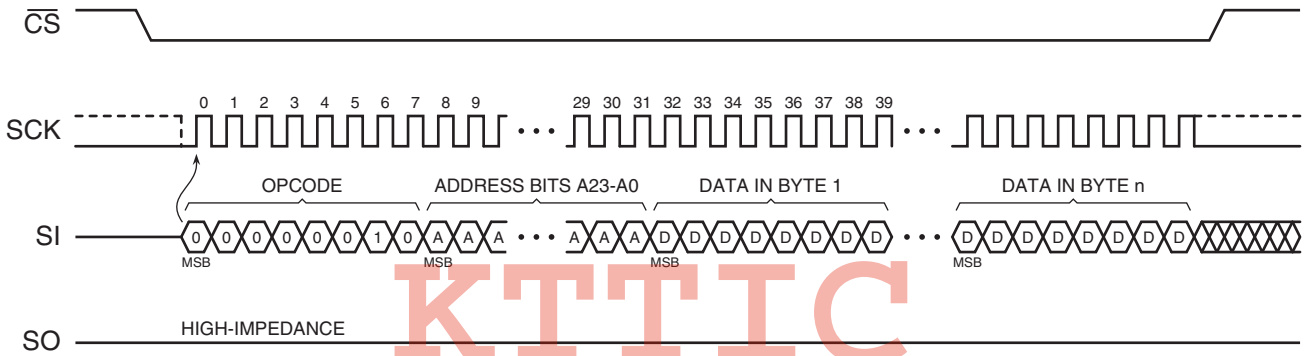 CS
0 1 2 3 4 5 6 7 8 9 29 30 31 32 33 34 35 36 37 38 39
SCK
OPCODE ADDRESS BITS A23-A0 DATA IN BYTE 1 DATA IN BYTE n
SI 0 0 0 0 0 0 1 0 A A A A A A D D D D D D D D D D D D D D D D
MSB MSB MSB MSB
KTTIC
HIGH-IMPEDANCE
SO